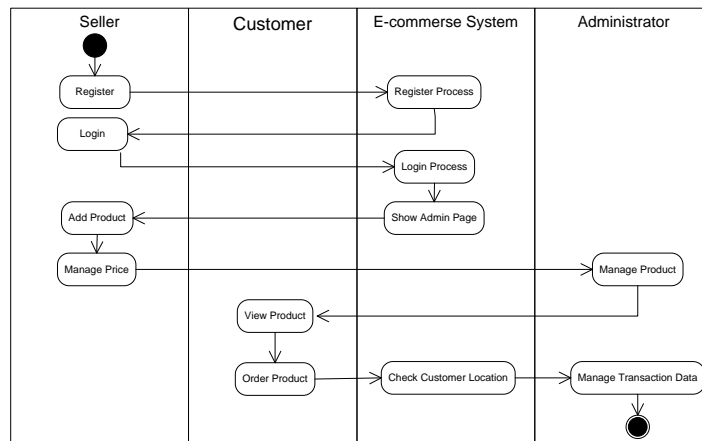 Seller
Customer
E-commerse System
Administrator
Register
Register Process
Login
Login Process
Add Product
Show Admin Page
Manage Price
Manage Product
View Product
Order Product
Check Customer Location
Manage Transaction Data